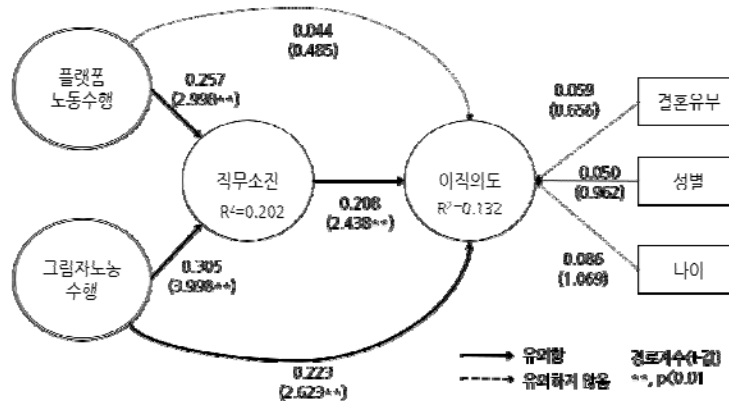 0.044
(0.485)
플랫폼
노동수행
0.257
(2.998**)
0.059
(0.656)
결혼유부
직무소진
R²=0.202
0.208
(2.438**)
이직의도
R²=0.132
0.050
(0.962)
성별
그림자노농
수행
0.305
(3.998**)
0.086
(1.069)
나이
0.223
(2.623**)
유의함
경로계수(t-값)
유의하지 않음
**, p<0.01